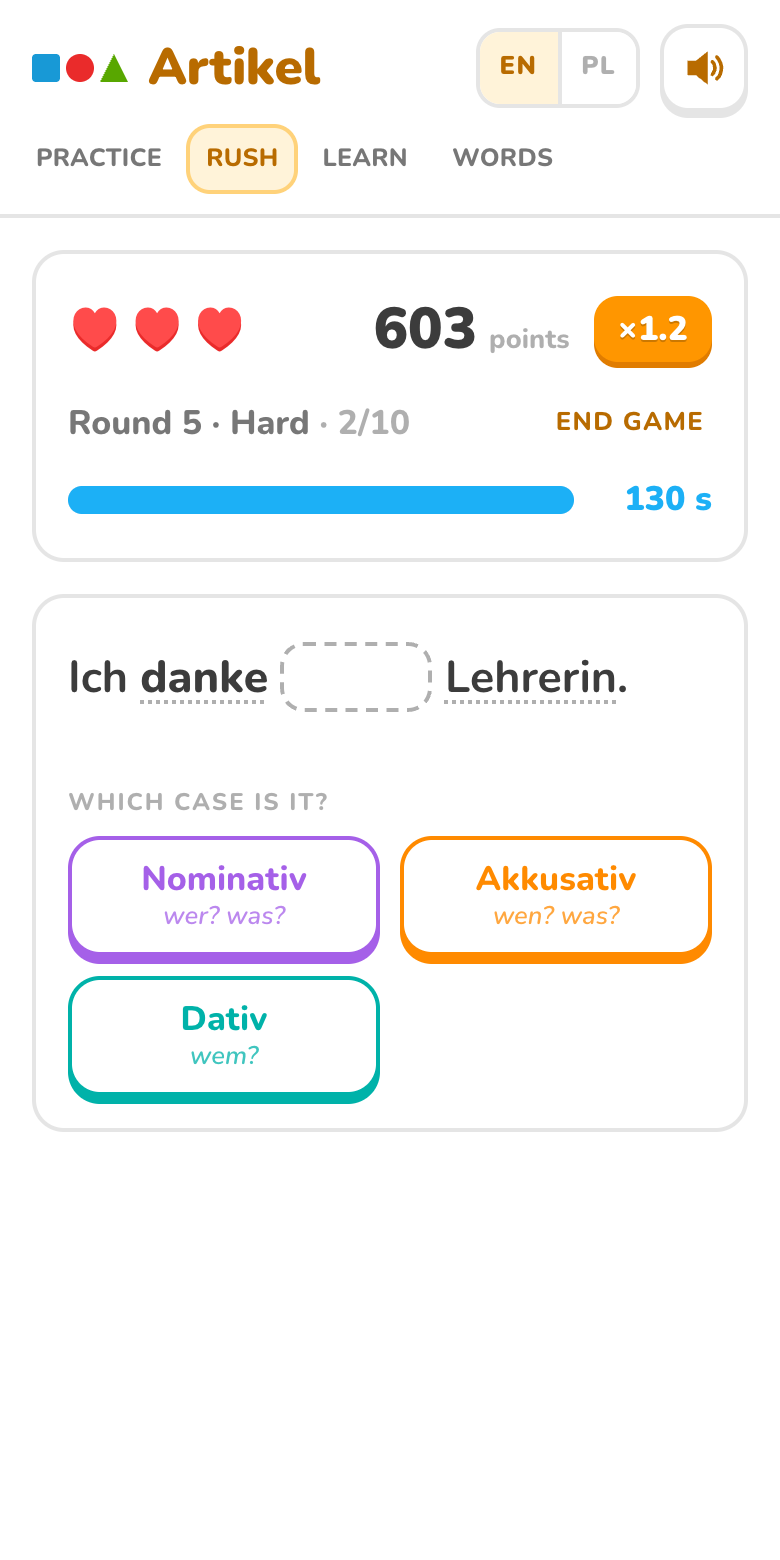 Artikel
EN PL
PRACTICE RUSH LEARN WORDS
603 points ×1.2
Round 5 · Hard · 2/10 END GAME
130 s
Ich danke Lehrerin.
WHICH CASE IS IT?
Nominativ
wer? was?
Akkusativ
wen? was?
Dativ
wem?